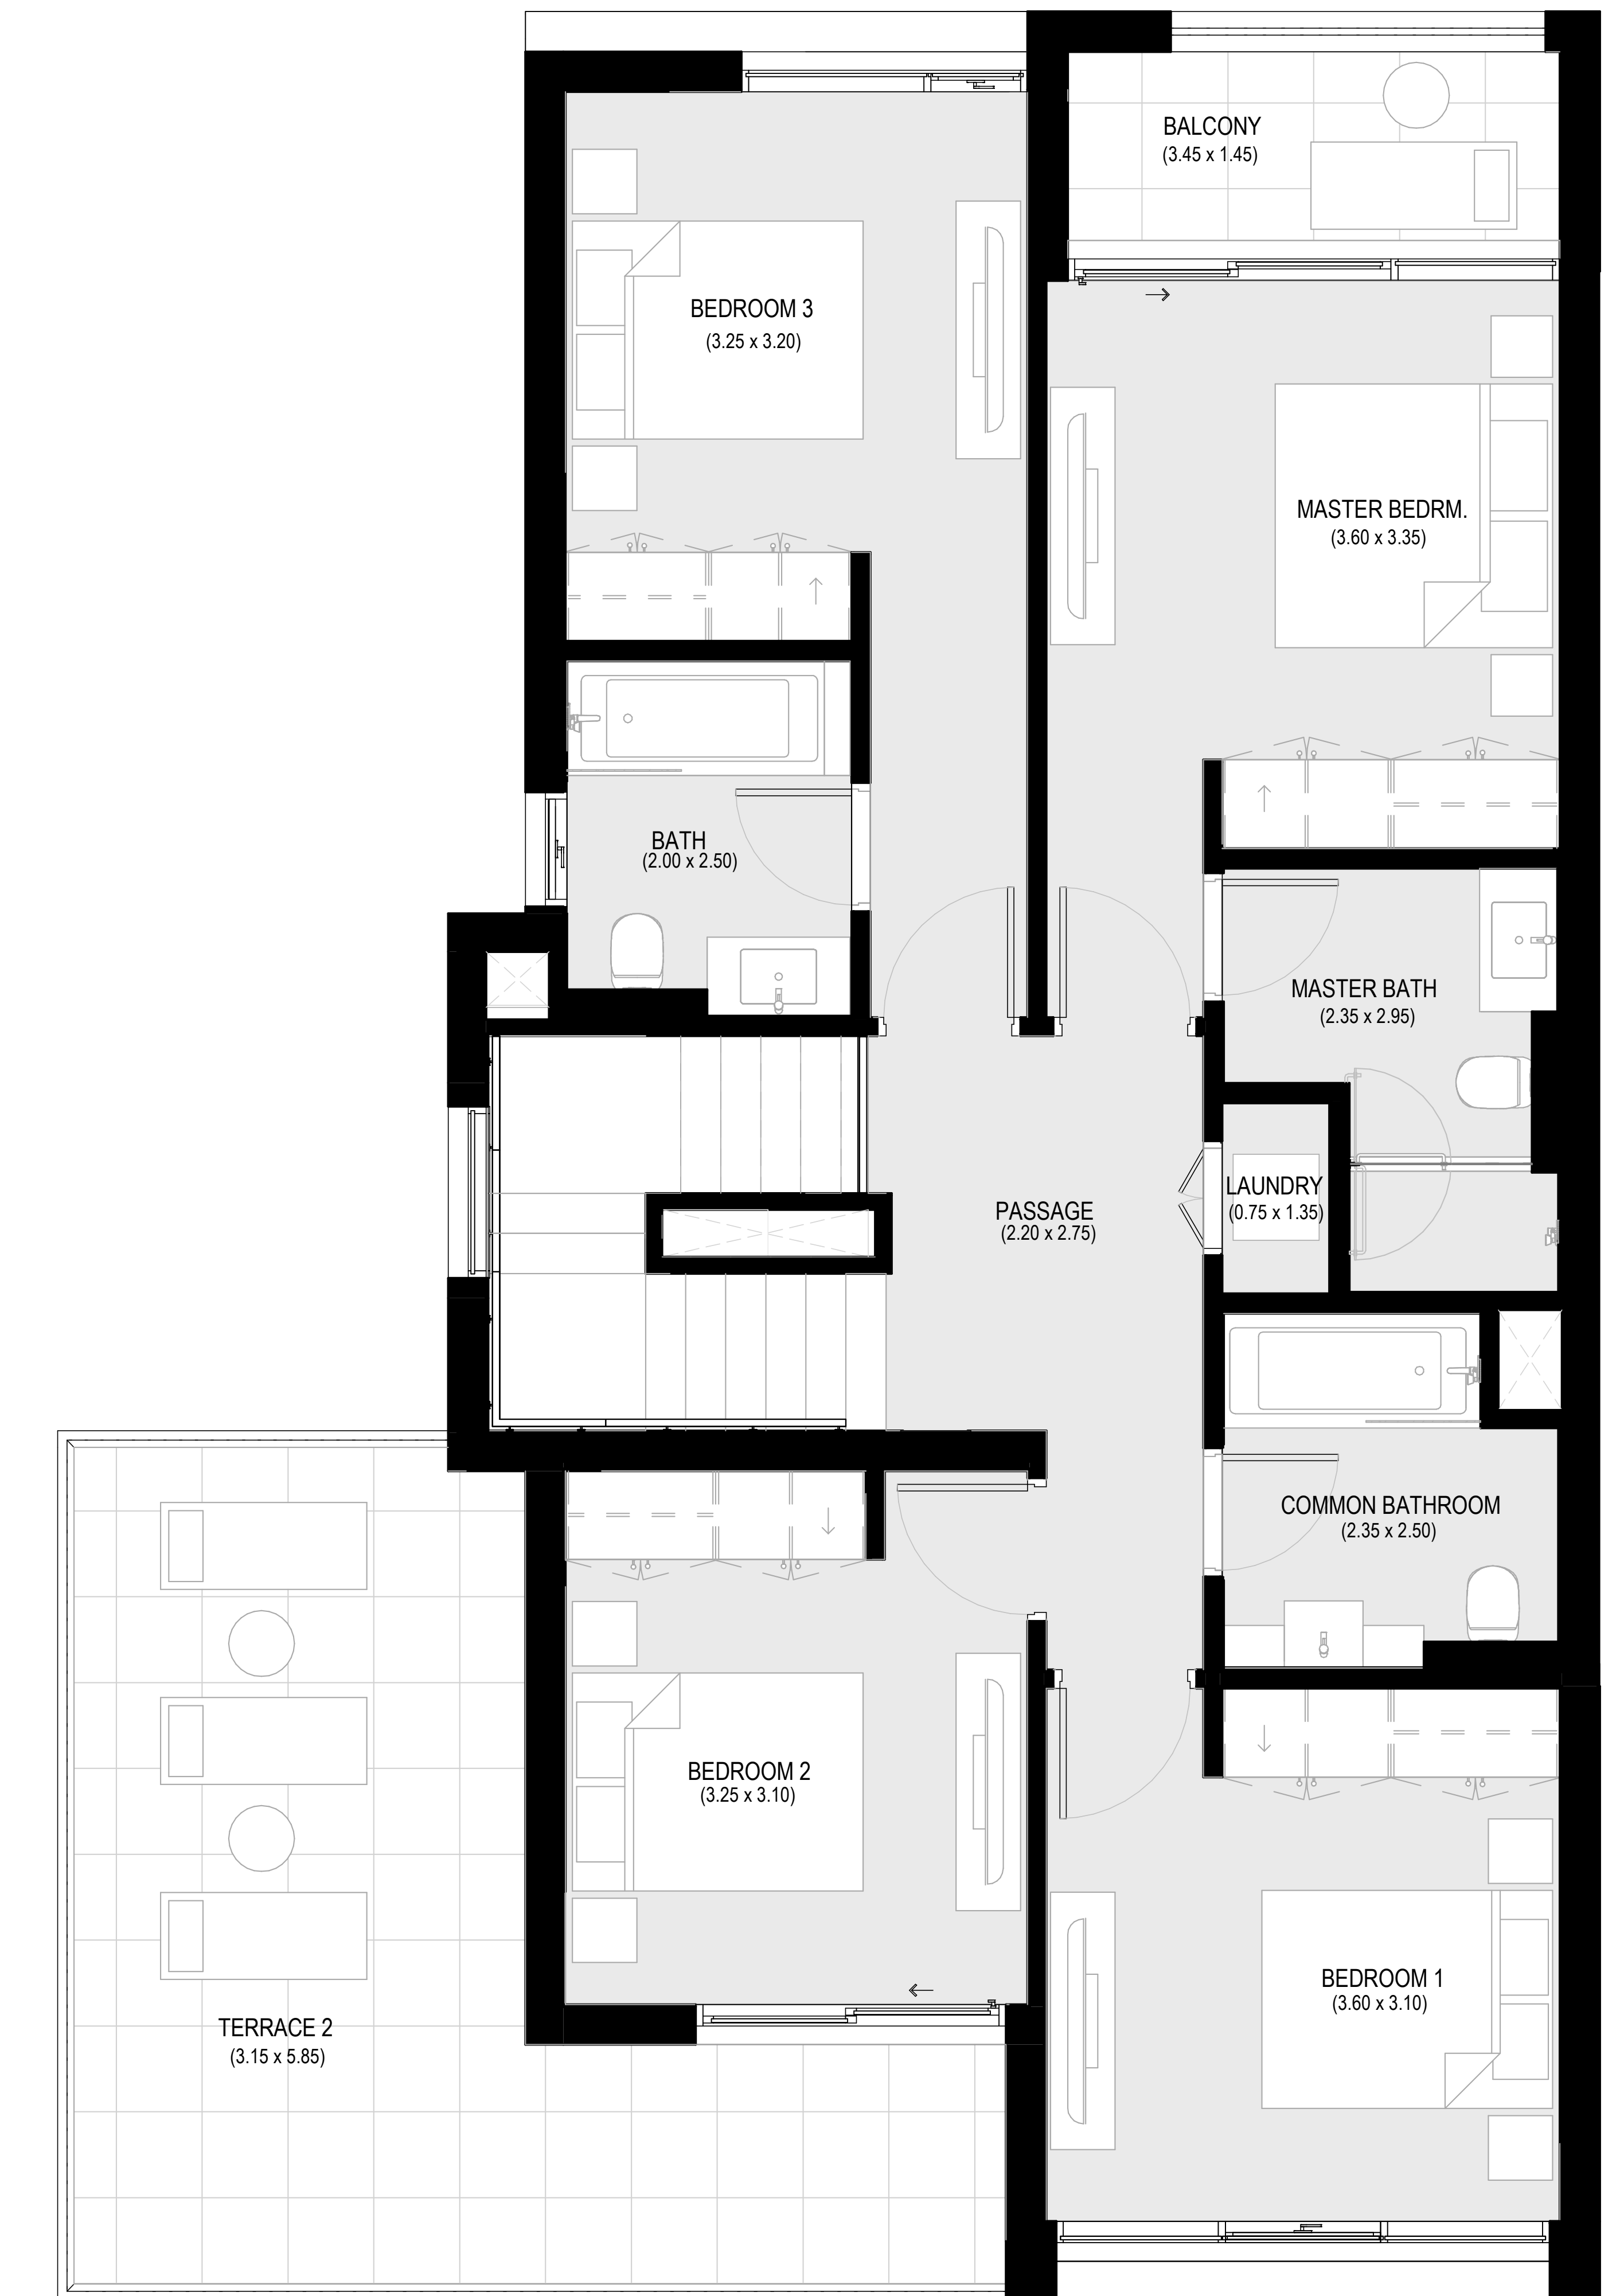 BALCONY
(3.45 x 1.45)
BEDROOM 3
(3.25 x 3.20)
MASTER BEDRM.
(3.60 x 3.35)
BATH
(2.00 x 2.50)
MASTER BATH
(2.35 x 2.95)
LAUNDRY
(0.75 x 1.35)
PASSAGE
(2.20 x 2.75)
COMMON BATHROOM
(2.35 x 2.50)
BEDROOM 2
(3.25 x 3.10)
BEDROOM 1
(3.60 x 3.10)
TERRACE 2
(3.15 x 5.85)